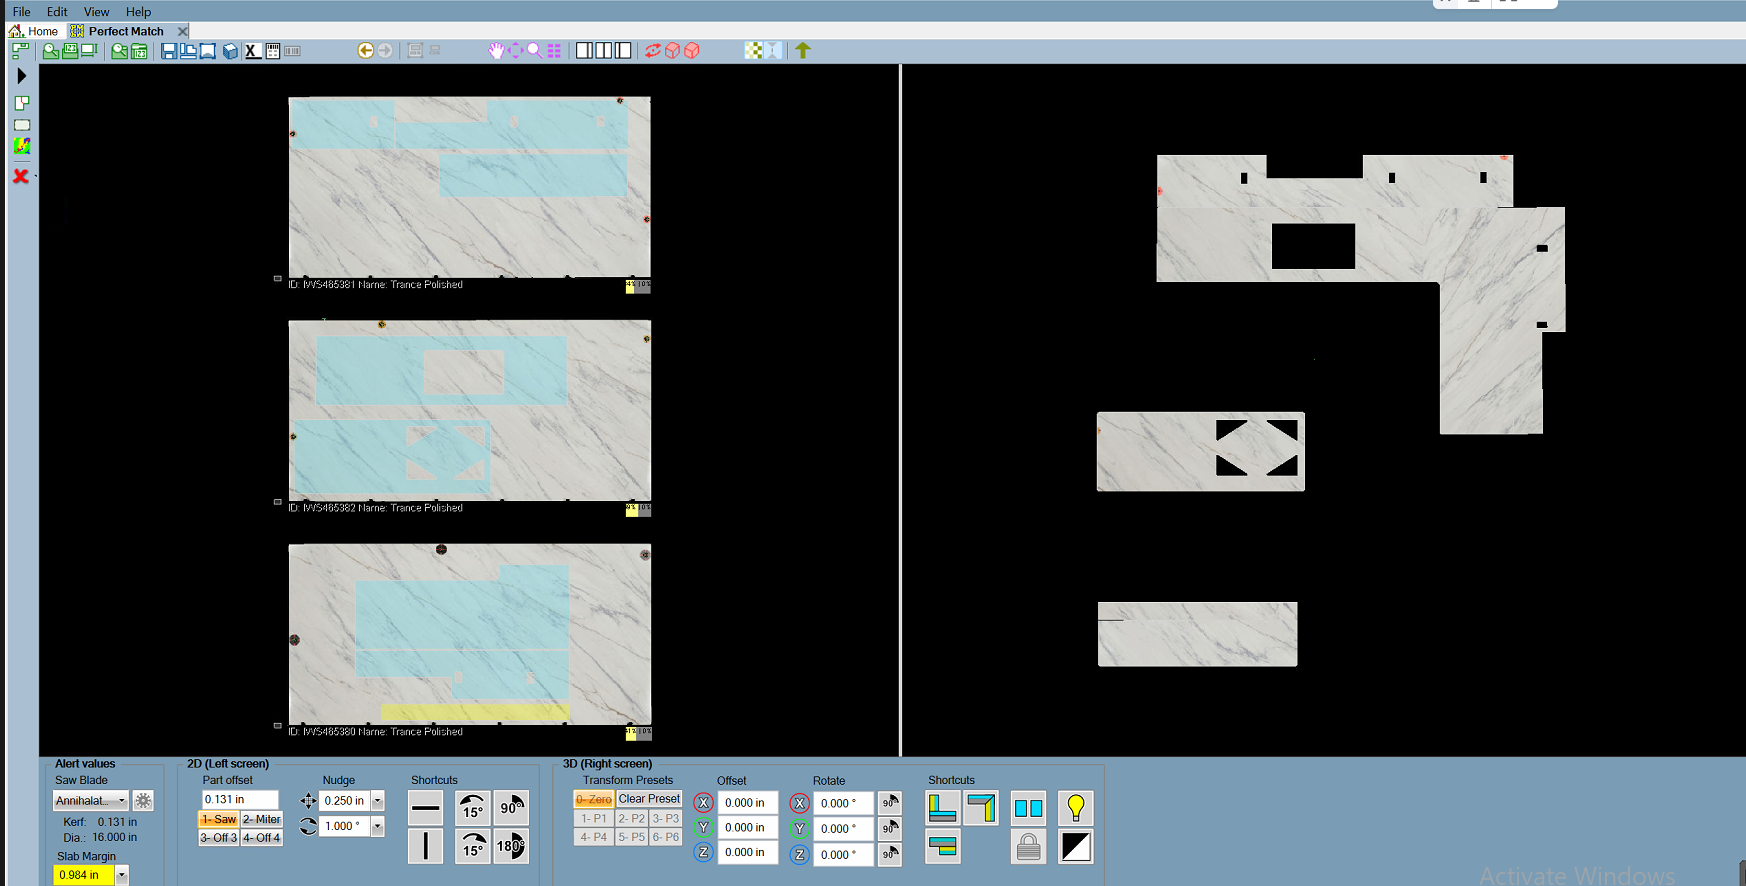 File Edit View Help
Home Perfect Match
ID: IWS485381 Name: Trance Polished
ID: IWS485382 Name: Trance Polished
ID: IWS485380 Name: Trance Polished
Alert values
Saw Blade
Annihalat...
Kerf: 0.131 in
Dia.: 16.000 in
Slab Margin
0.984 in
2D (Left screen)
Part offset
0.131 in
1- Saw 2- Miter
3- Off 3 4- Off 4
Nudge
0.250 in
1.000 °
Shortcuts
15° 90°
15° 180°
3D (Right screen)
Transform Presets
0- Zero Clear Preset
1- P1 2- P2 3- P3
4- P4 5- P5 6- P6
Offset
X 0.000 in
Y 0.000 in
Z 0.000 in
Rotate
X 0.000 ° 90°
Y 0.000 ° 90°
Z 0.000 ° 90°
Shortcuts
Activate Windows